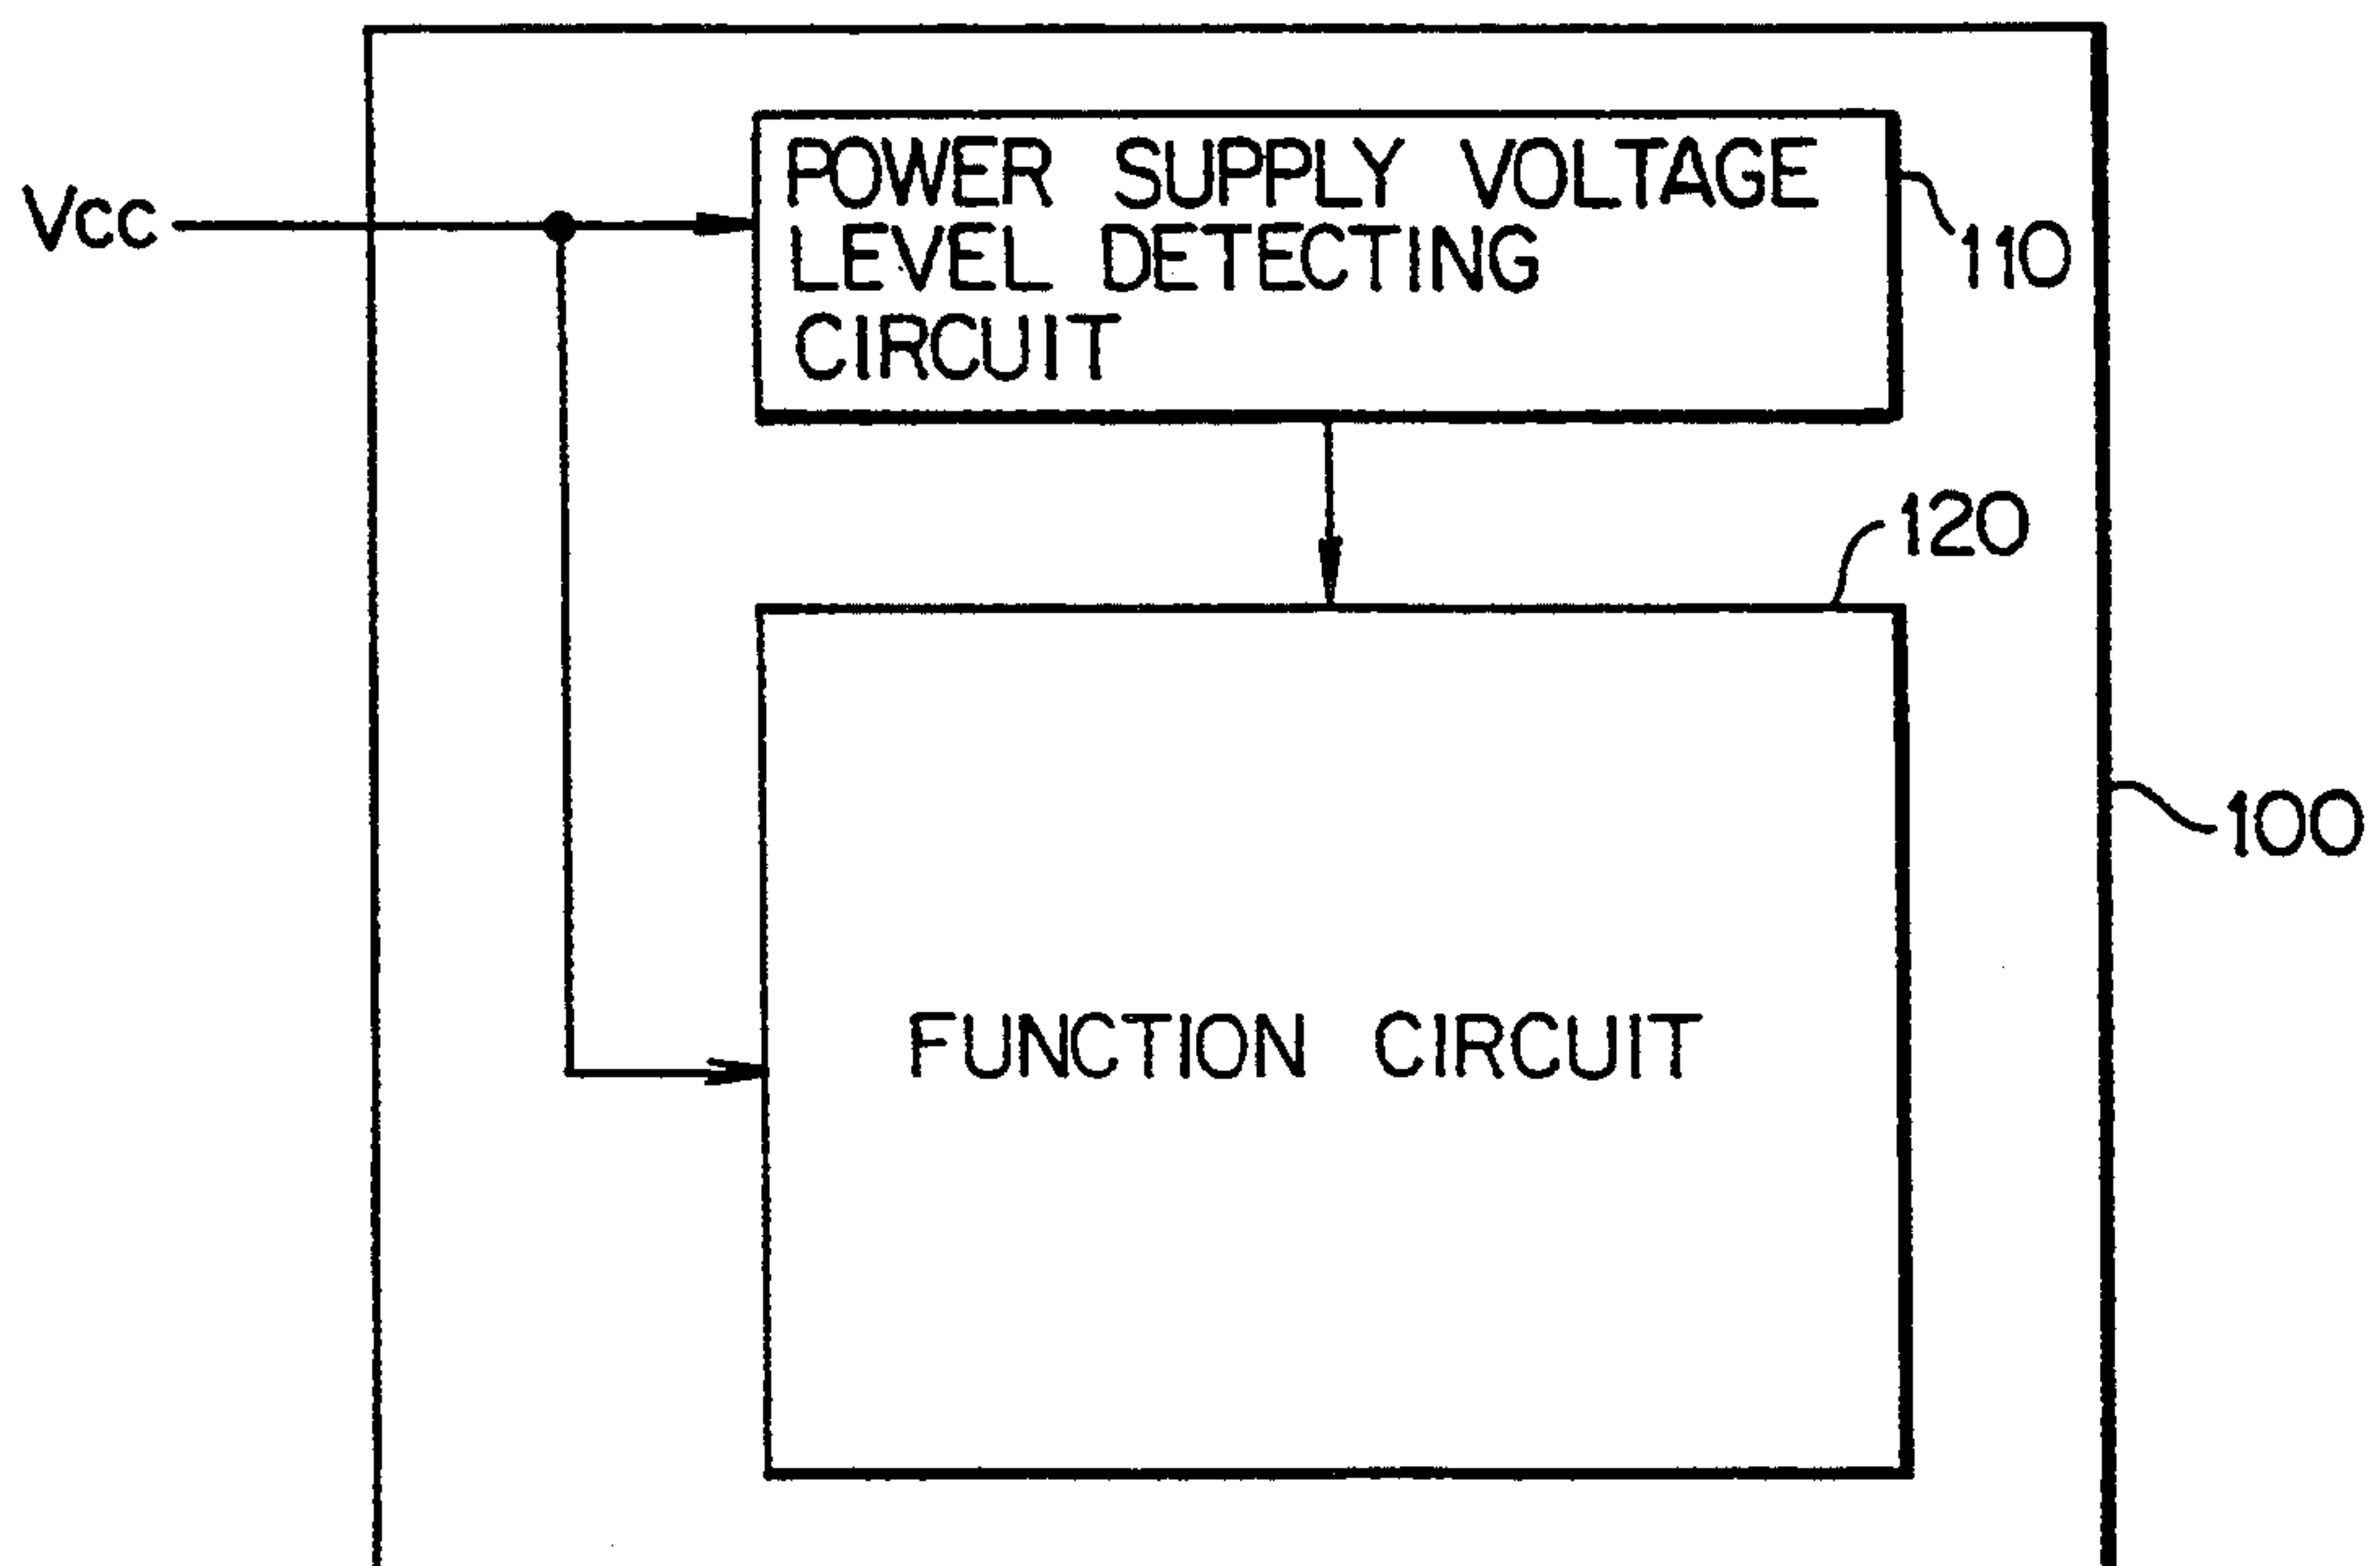 POWER SUPPLY VOLTAGE
LEVEL DETECTING
CIRCUIT
Vcc
110
120
FUNCTION CIRCUIT
100